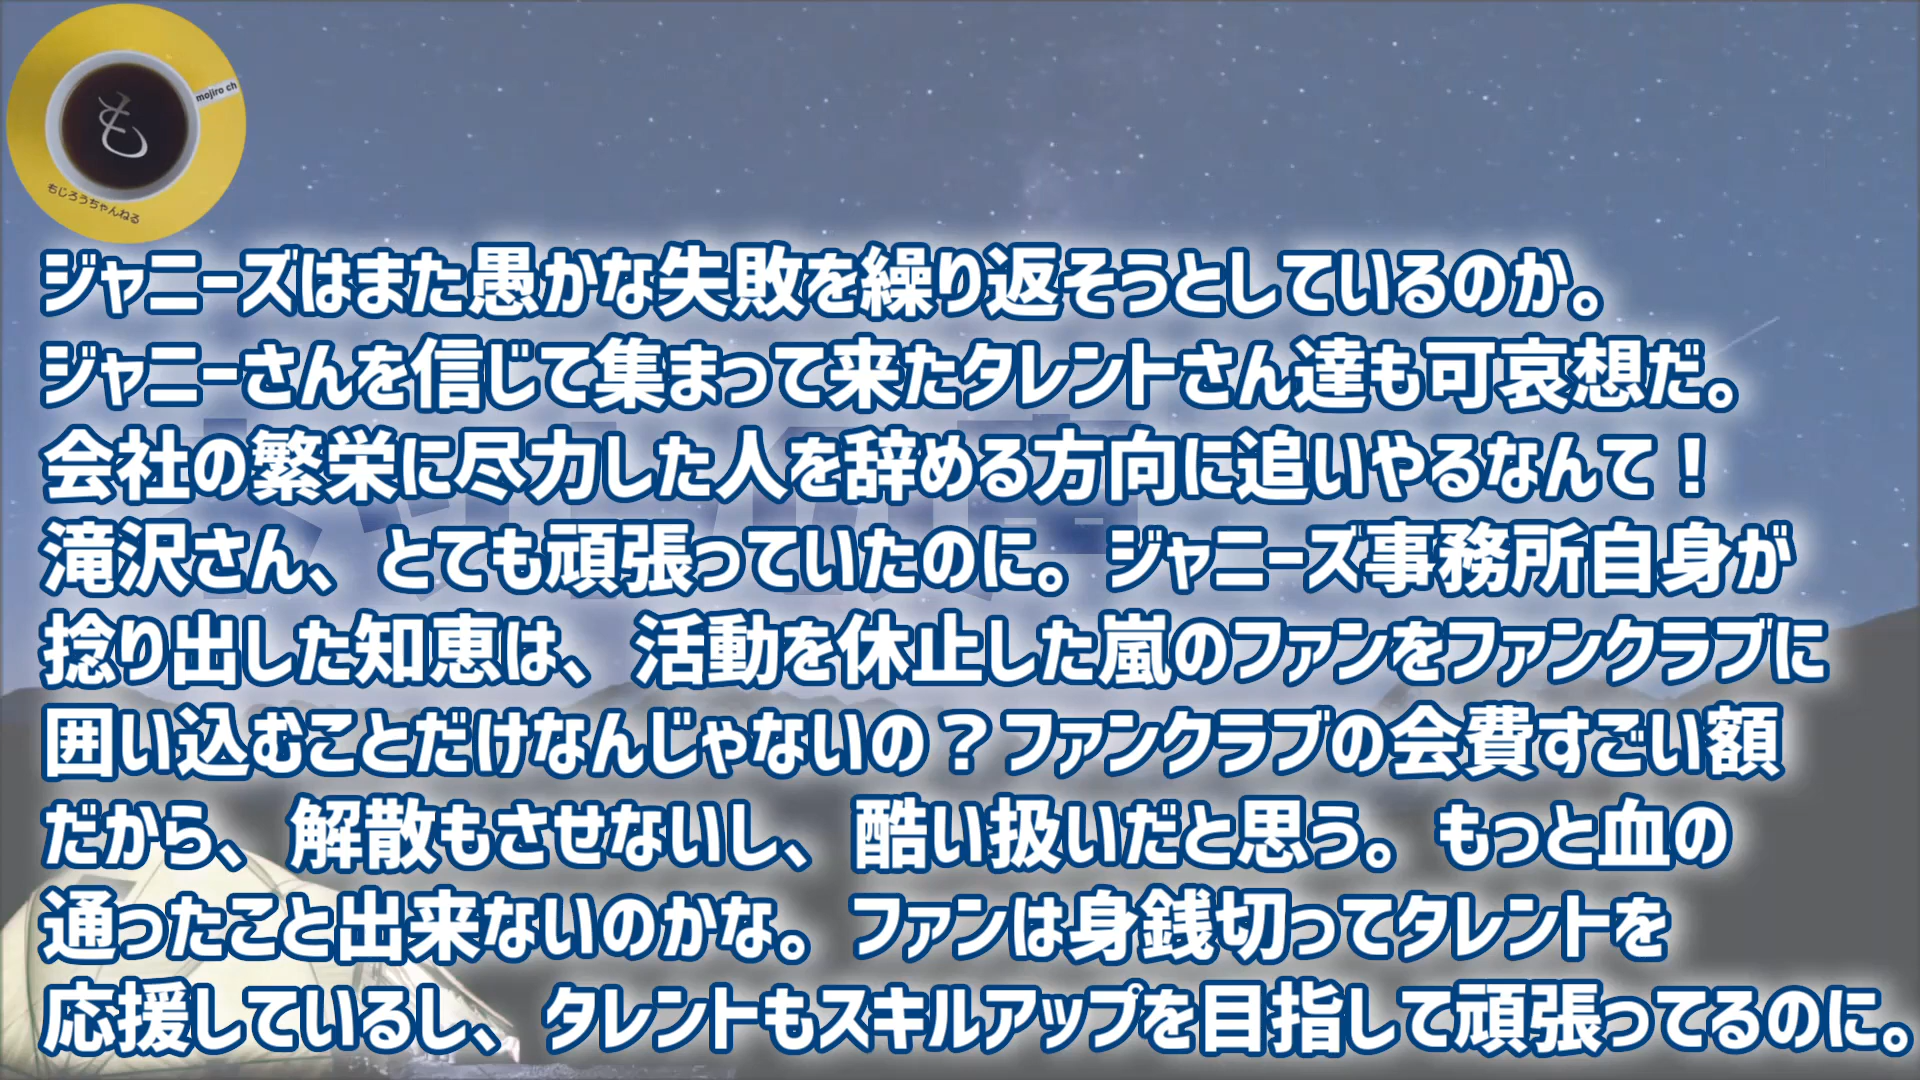 も
mojiro ch
もじろうちゃんねる
ジャニーズはまた愚かな失敗を繰り返そうとしているのか。
ジャニーさんを信じて集まって来たタレントさん達も可哀想だ。
会社の繁栄に尽力した人を辞める方向に追いやるなんて！
滝沢さん、とても頑張っていたのに。ジャニーズ事務所自身が
捻り出した知恵は、活動を休止した嵐のファンをファンクラブに
囲い込むことだけなんじゃないの？ファンクラブの会費すごい額
だから、解散もさせないし、酷い扱いだと思う。もっと血の
通ったこと出来ないのかな。ファンは身銭切ってタレントを
応援しているし、タレントもスキルアップを目指して頑張ってるのに。